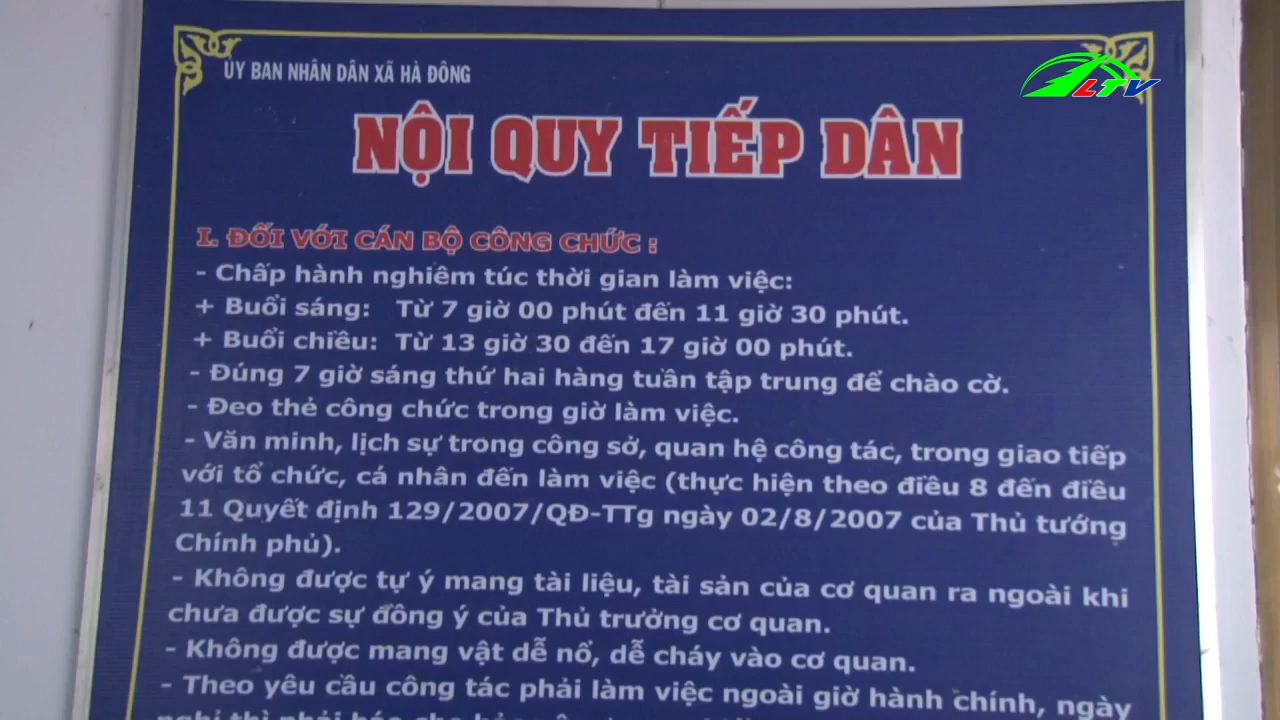 ỦY BAN NHÂN DÂN XÃ HÀ ĐÔNG
LTV
NỘI QUY TIẾP DÂN
I. ĐỐI VỚI CÁN BỘ CÔNG CHỨC :
- Chấp hành nghiêm túc thời gian làm việc:
+ Buổi sáng: Từ 7 giờ 00 phút đến 11 giờ 30 phút.
+ Buổi chiều: Từ 13 giờ 30 đến 17 giờ 00 phút.
- Đúng 7 giờ sáng thứ hai hàng tuần tập trung để chào cờ.
- Đeo thẻ công chức trong giờ làm việc.
- Văn minh, lịch sự trong công sở, quan hệ công tác, trong giao tiếp
với tổ chức, cá nhân đến làm việc (thực hiện theo điều 8 đến điều
11 Quyết định 129/2007/QĐ-TTg ngày 02/8/2007 của Thủ tướng
Chính phủ).
- Không được tự ý mang tài liệu, tài sản của cơ quan ra ngoài khi
chưa được sự đồng ý của Thủ trưởng cơ quan.
- Không được mang vật dễ nổ, dễ cháy vào cơ quan.
- Theo yêu cầu công tác phải làm việc ngoài giờ hành chính, ngày